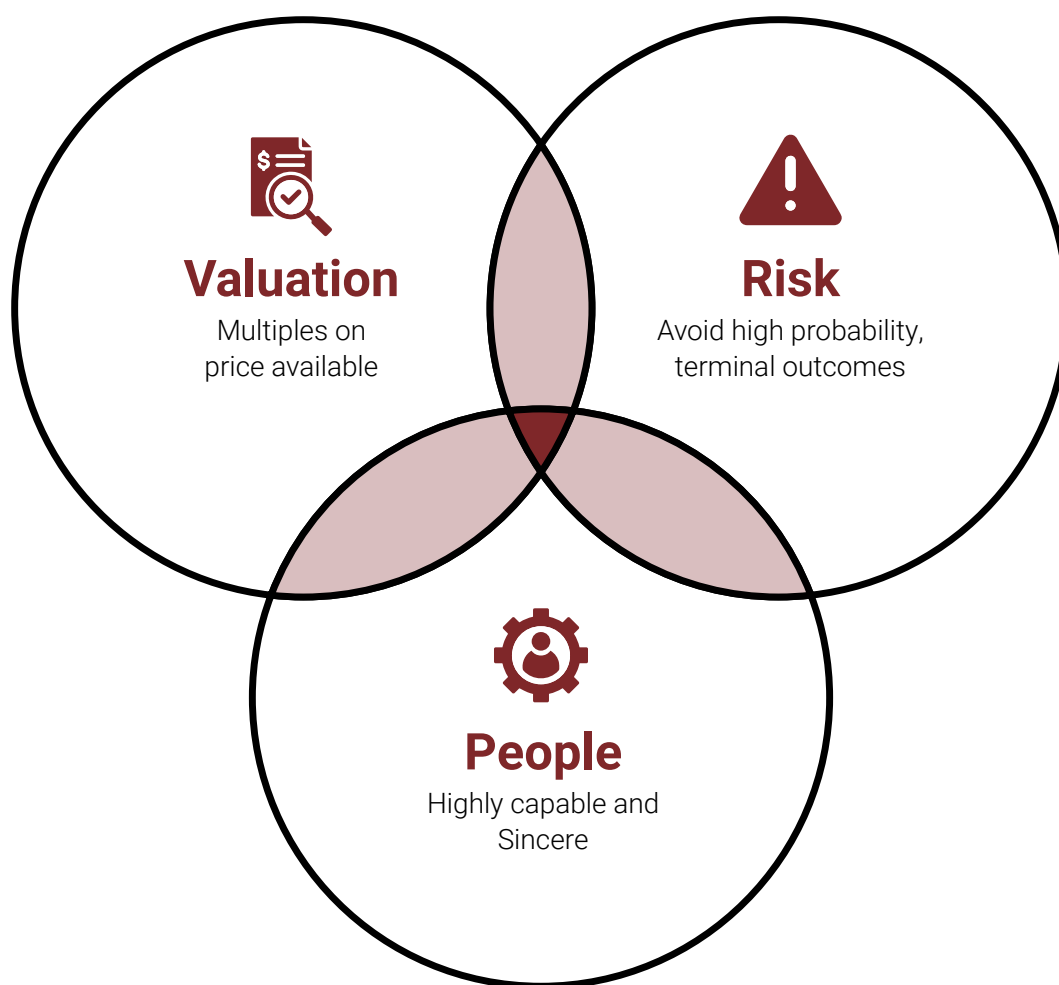 $
Valuation
Multiples on
price available
Risk
Avoid high probability,
terminal outcomes
People
Highly capable and
Sincere